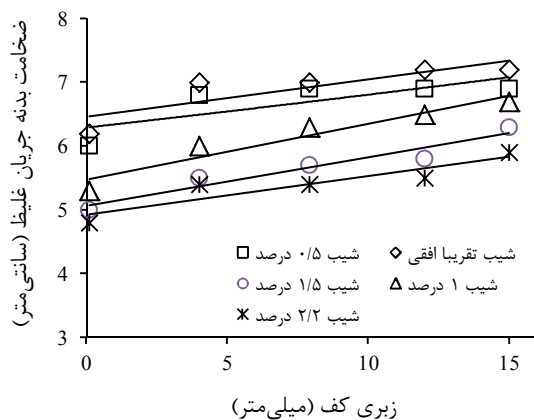 ضخامت بدنه جریان غلیظ (سانتی‌متر)
8
7
6
5
4
3
شیب تقریبا افقی
شیب ۰/۵ درصد
شیب ۱ درصد
شیب ۱/۵ درصد
شیب ۲/۲ درصد
0 5 10 15
زبری کف (میلی‌متر)